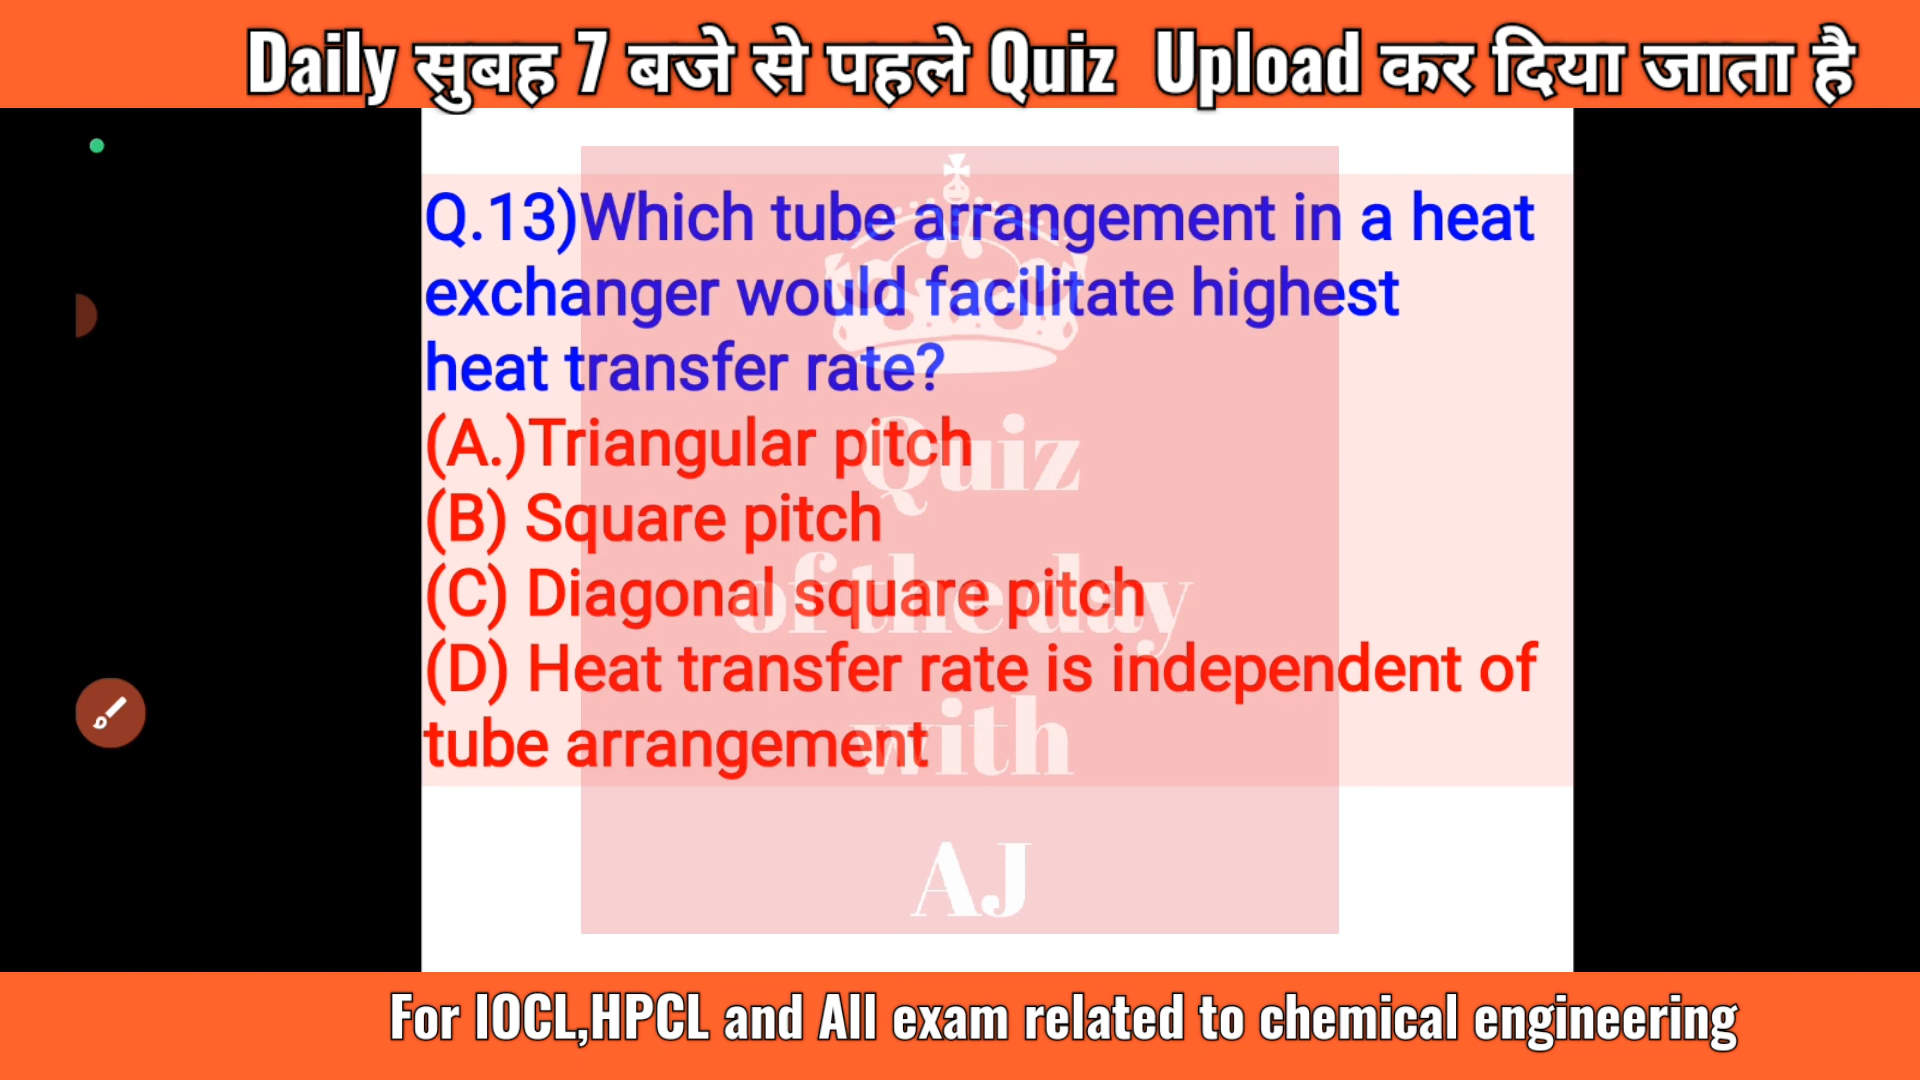 Daily सुबह 7 बजे से पहले Quiz Upload कर दिया जाता है
Q.13)Which tube arrangement in a heat
exchanger would facilitate highest
heat transfer rate?
(A.)Triangular pitch
(B) Square pitch
(C) Diagonal square pitch
(D) Heat transfer rate is independent of
tube arrangement
Quiz
of the day
with
AJ
For IOCL,HPCL and All exam related to chemical engineering